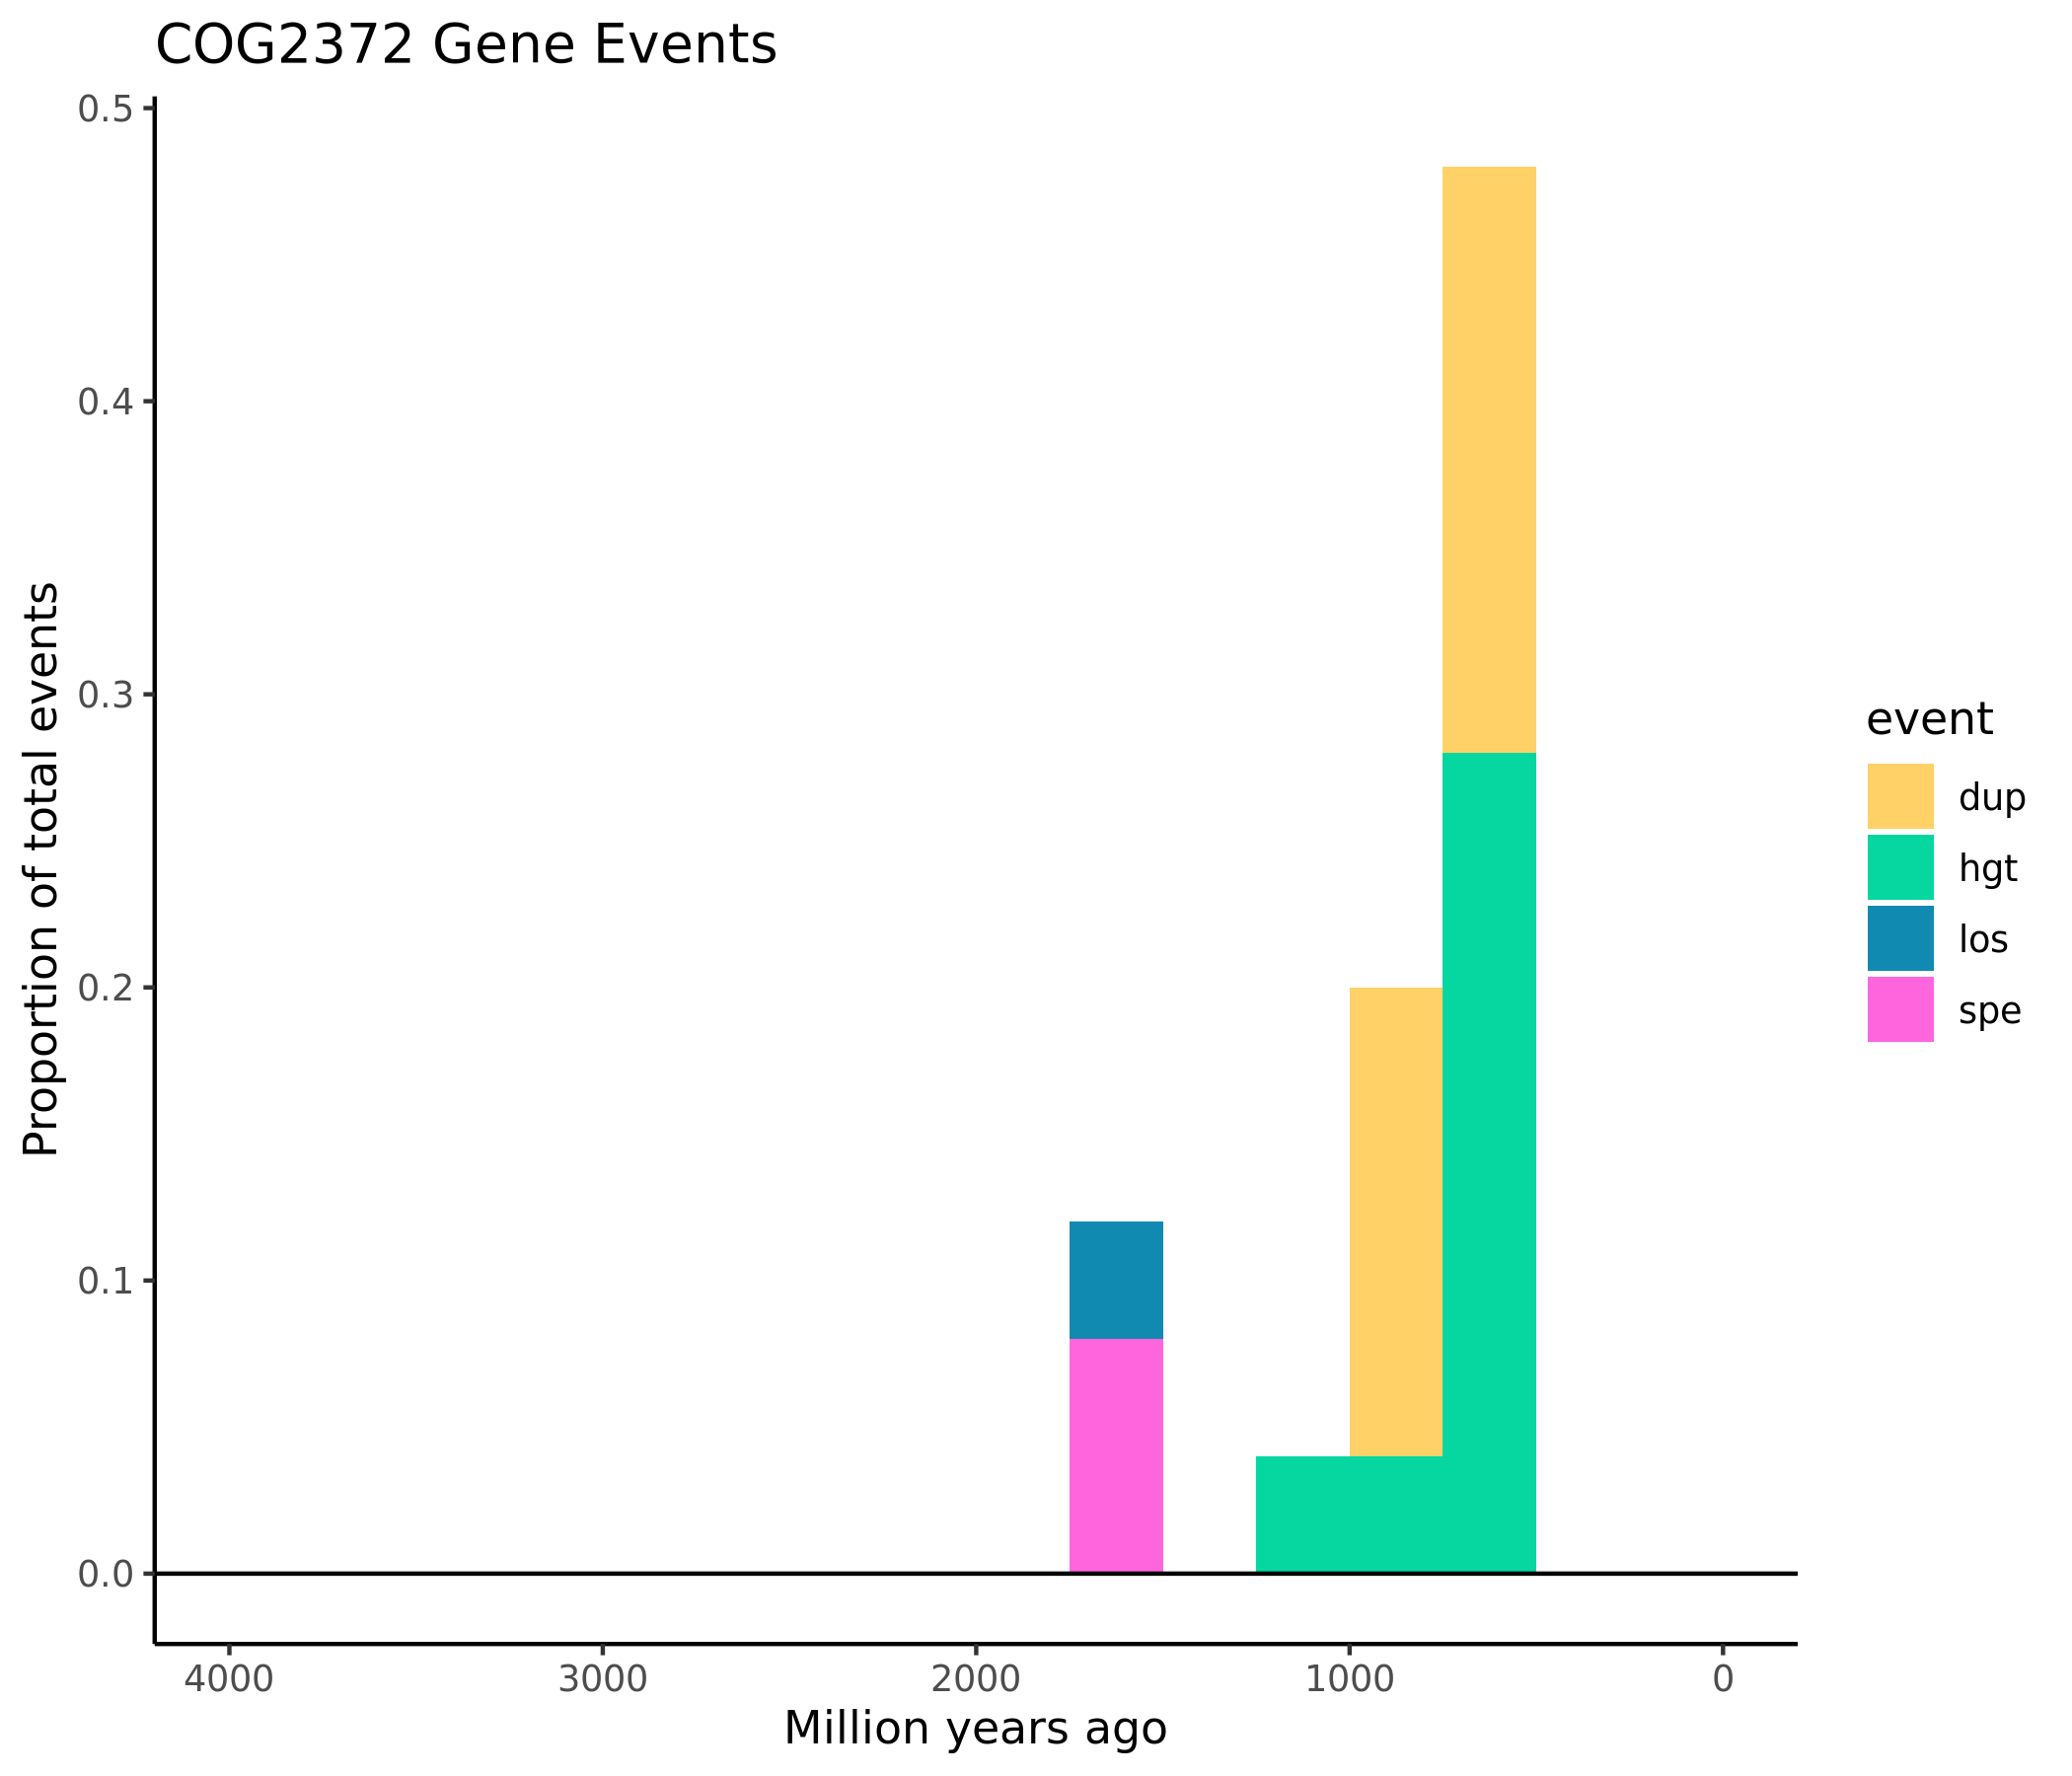 COG2372 Gene Events
0.5
0.4
0.3
0.2
0.1
0.0
Proportion of total events
4000 3000 2000 1000 0
Million years ago
event
dup
hgt
los
spe